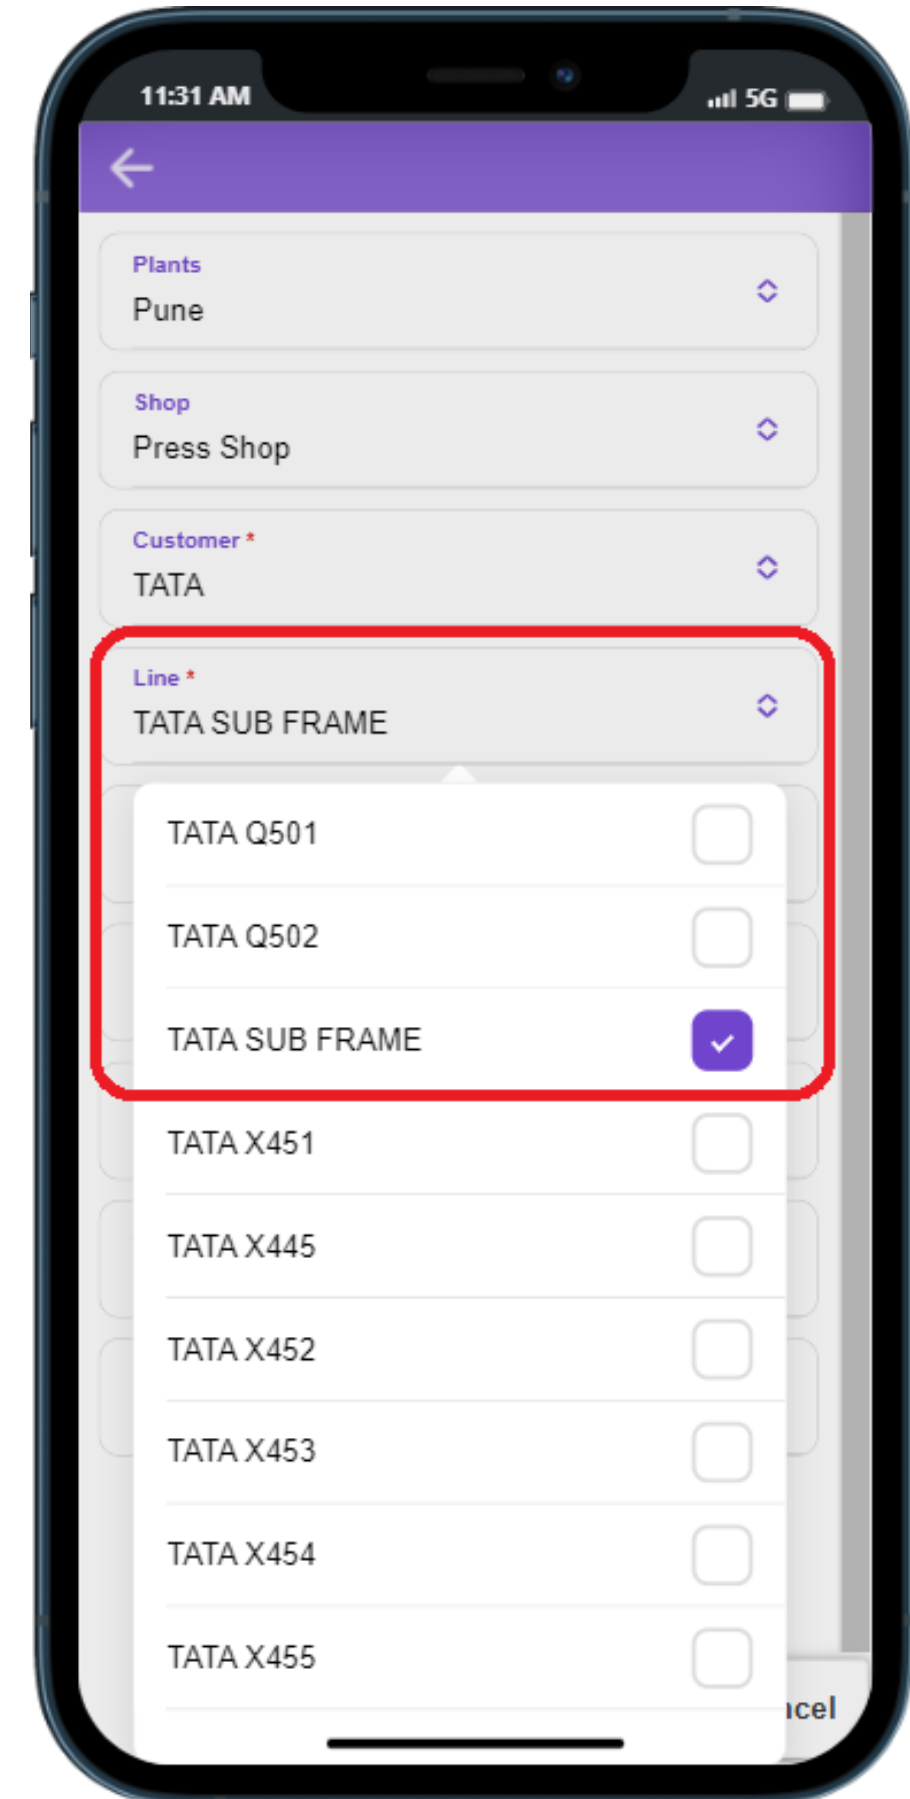 11:31 AM 5G
Plants
Pune
Shop
Press Shop
Customer *
TATA
Line *
TATA SUB FRAME
TATA Q501
TATA Q502
TATA SUB FRAME
TATA X451
TATA X445
TATA X452
TATA X453
TATA X454
TATA X455